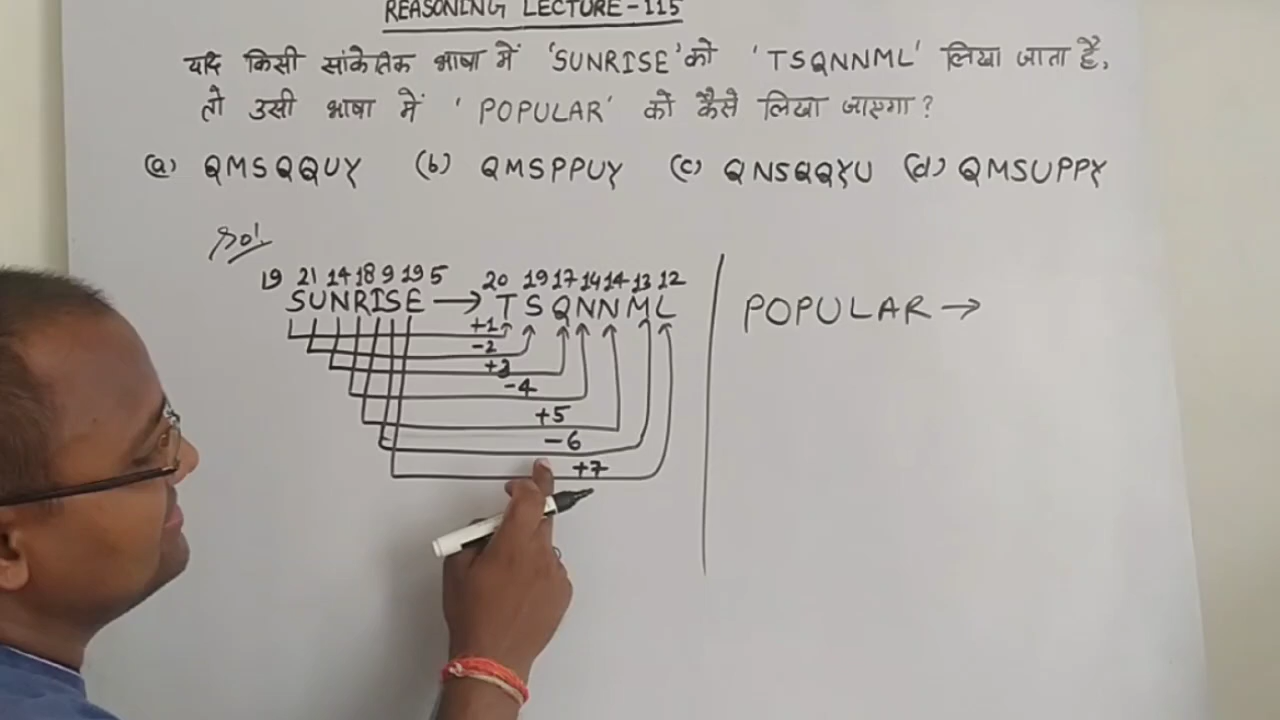 REASONING LECTURE-115
यदि किसी सांकेतिक भाषा में 'SUNRISE' को 'TSQNNML' लिखा जाता है,
तो उसी भाषा में 'POPULAR' को कैसे लिखा जाएगा?
(a) QMSQQUY (b) QMSPPUY (c) QNSQQYU (d) QMSUPPY
Sol.
19 21 14 18 9 19 5 20 19 17 14 14 13 12
SUNRISE → TSQNNML POPULAR →
+1
-2
+3
-4
+5
-6
+7